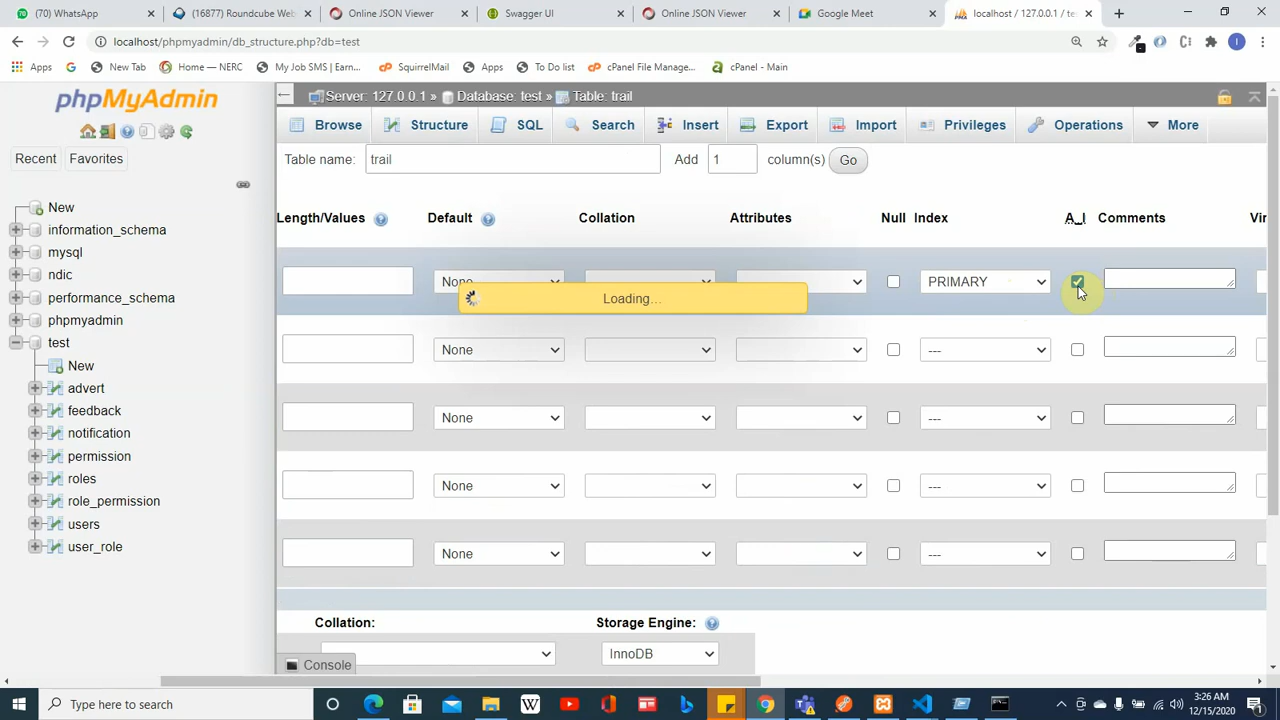 (70) WhatsApp
(16877) Roundcube Web
Online JSON Viewer
Swagger UI
Online JSON Viewer
Google Meet
localhost / 127.0.0.1 / te
localhost/phpmyadmin/db_structure.php?db=test
Apps
New Tab
Home — NERC
My Job SMS | Earn...
SquirrelMail
Apps
To Do list
cPanel File Manage...
cPanel - Main
phpMyAdmin
Recent
Favorites
New
information_schema
mysql
ndic
performance_schema
phpmyadmin
test
New
advert
feedback
notification
permission
roles
role_permission
users
user_role
Server: 127.0.0.1 » Database: test » Table: trail
Browse
Structure
SQL
Search
Insert
Export
Import
Privileges
Operations
More
Table name: trail Add 1 column(s) Go
Length/Values Default Collation Attributes Null Index A_I Comments Vir
None PRIMARY
Loading...
None ---
None ---
None ---
None ---
Collation: Storage Engine:
InnoDB
Console
Type here to search
3:26 AM
12/15/2020